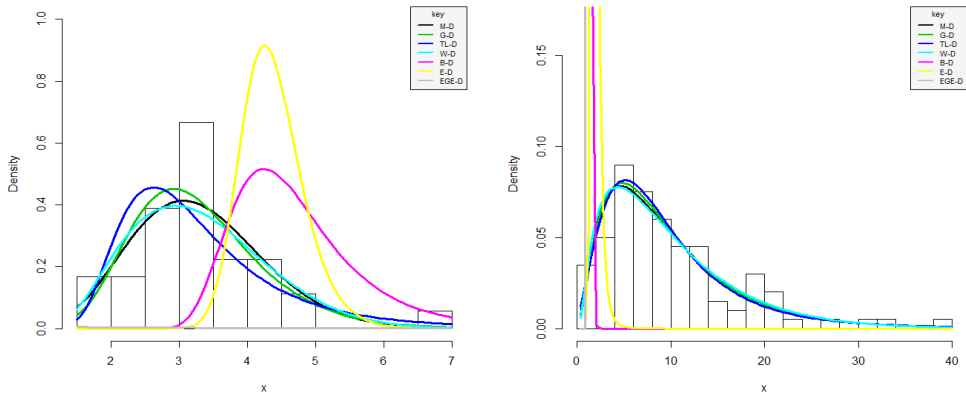 key
M-D
G-D
TL-D
W-D
B-D
E-D
EGE-D
Density
0.0 0.2 0.4 0.6 0.8 1.0
2 3 4 5 6 7
x
key
M-D
G-D
TL-D
W-D
B-D
E-D
EGE-D
Density
0.00 0.05 0.10 0.15
0 10 20 30 40
x